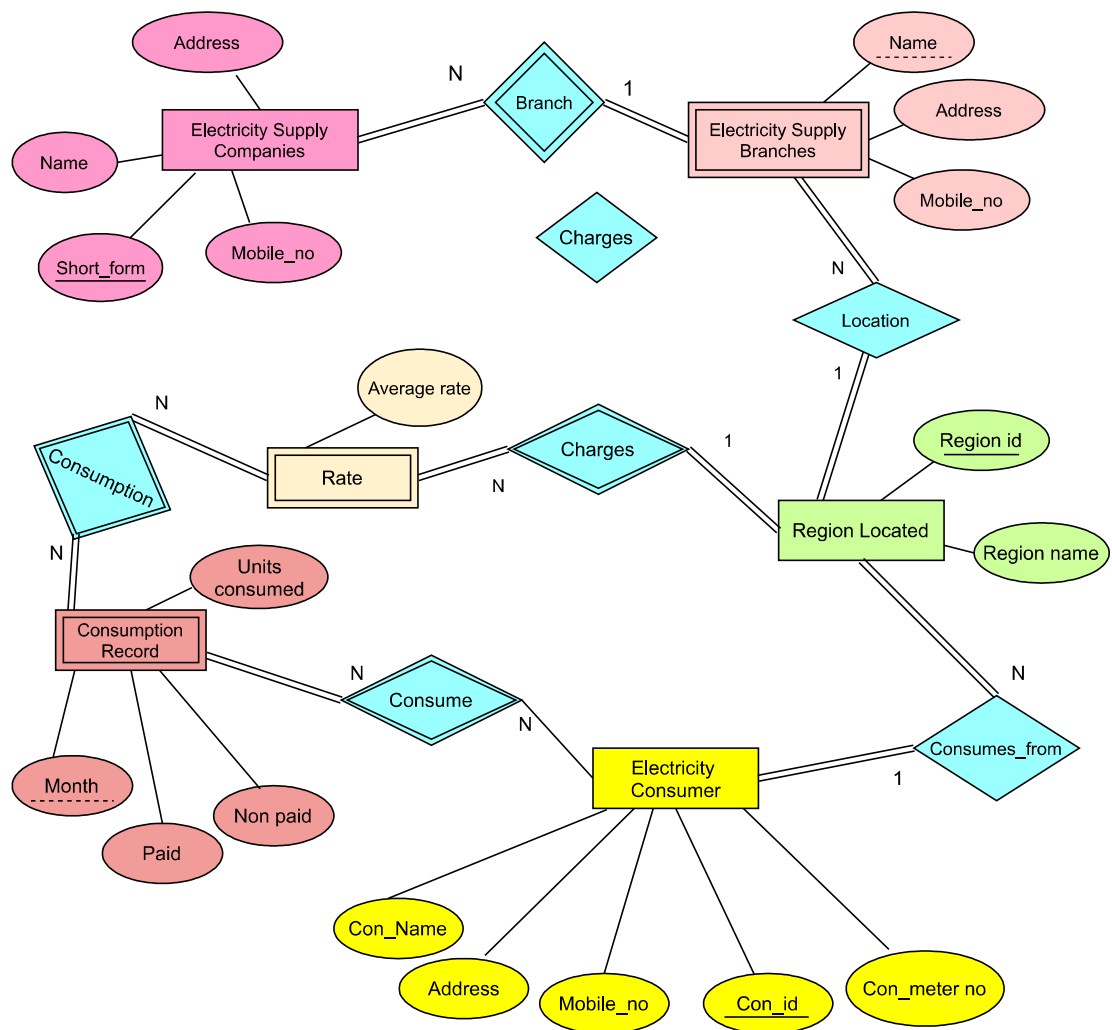 Address
N
Branch
1
Name
Electricity Supply
Companies
Electricity Supply
Branches
Address
Name
Mobile_no
Short_form
Mobile_no
Charges
N
Location
1
Average rate
N
Consumption
Rate
N
Charges
1
Region id
Region Located
Region name
N
Units
consumed
Consumption
Record
N
Consume
N
N
Consumes_from
1
Electricity
Consumer
Month
Non paid
Paid
Con_Name
Address
Mobile_no
Con_id
Con_meter no